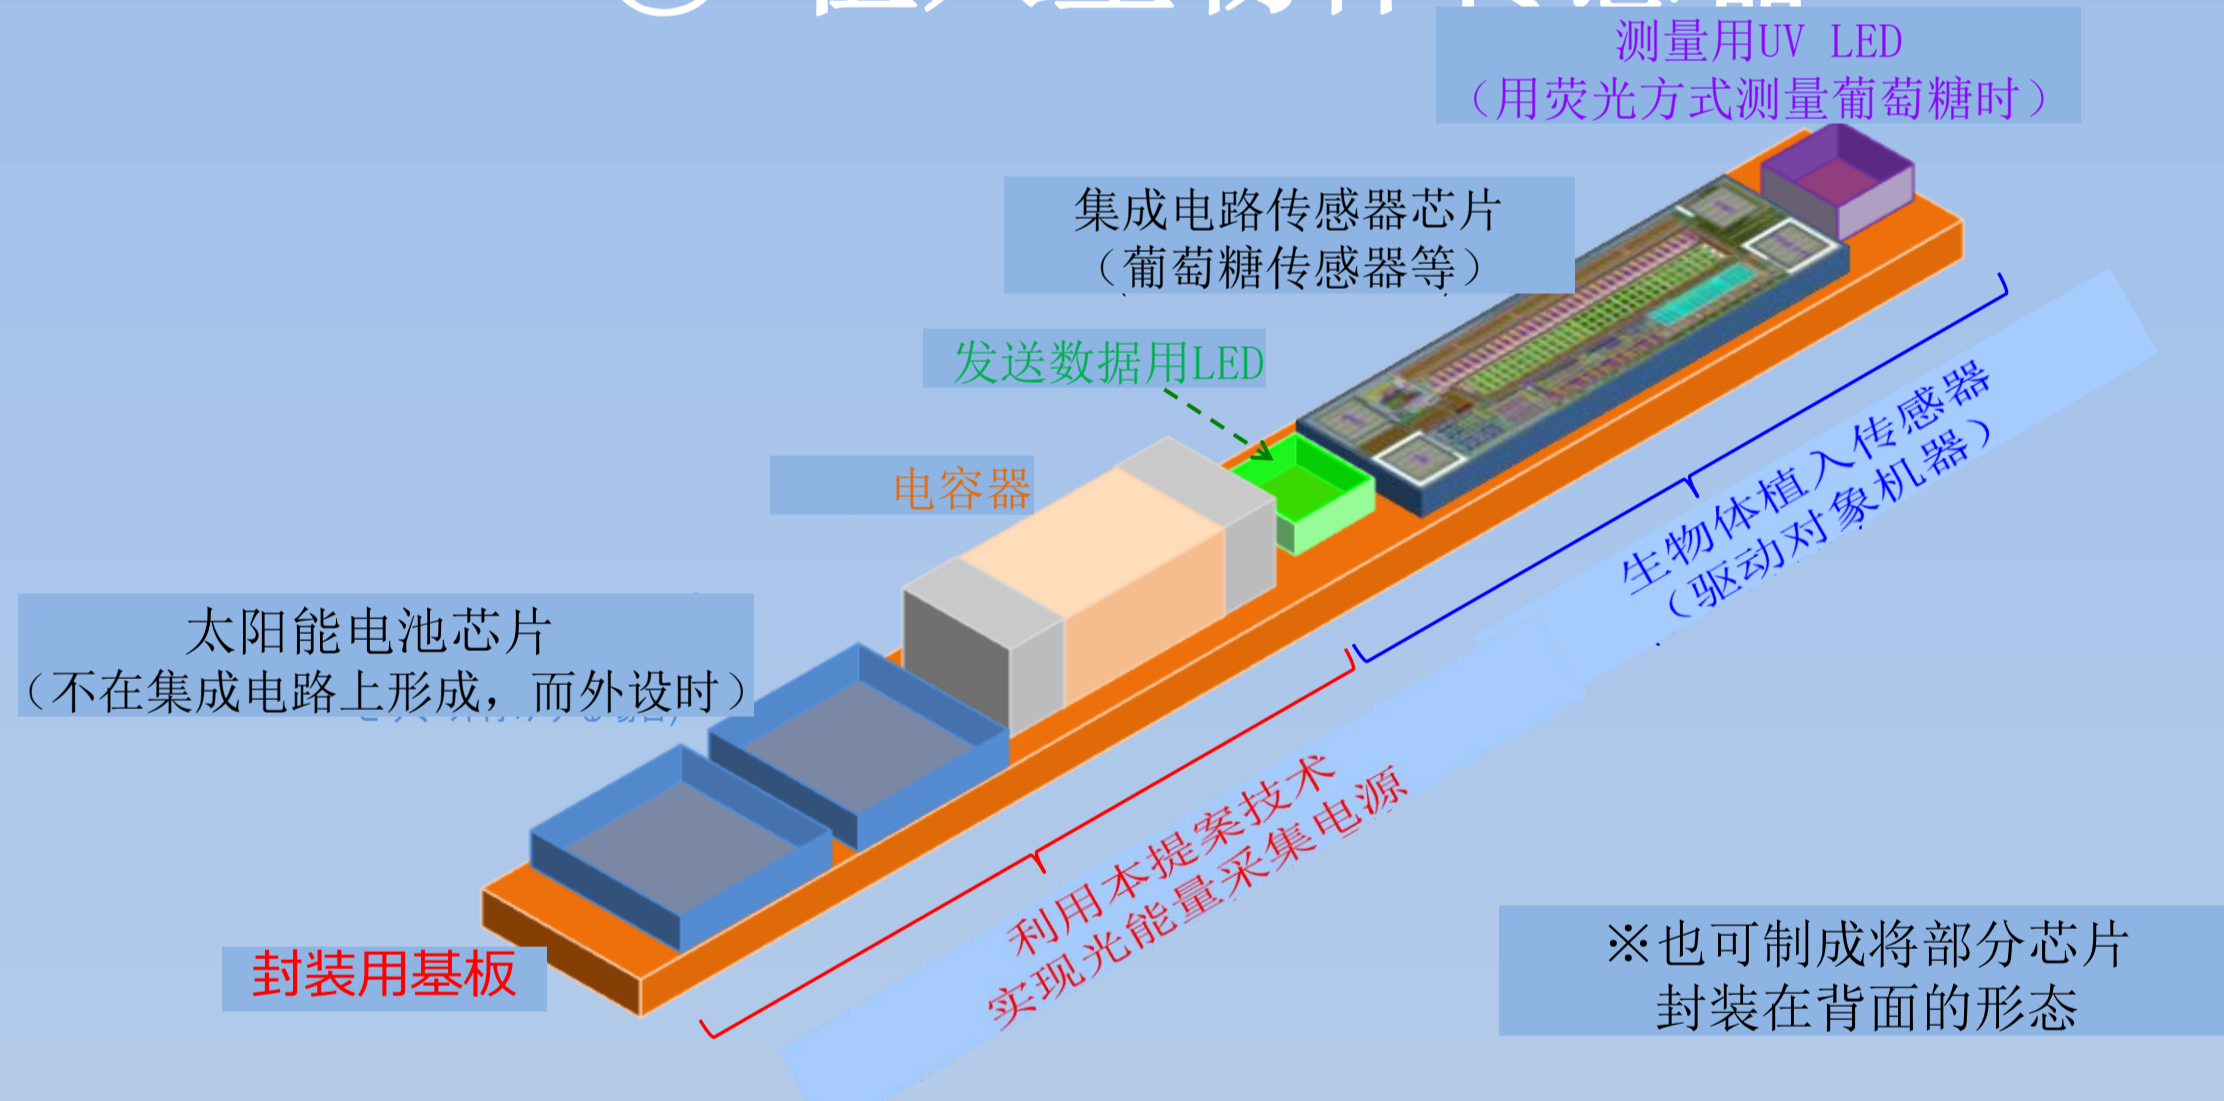 测量用UV LED
（用荧光方式测量葡萄糖时）
集成电路传感器芯片
（葡萄糖传感器等）
发送数据用LED
电容器
太阳能电池芯片
（不在集成电路上形成，而外设时）
生物体植入传感器
（驱动对象机器）
利用本提案技术
实现光能量采集电源
封装用基板
※也可制成将部分芯片
封装在背面的形态